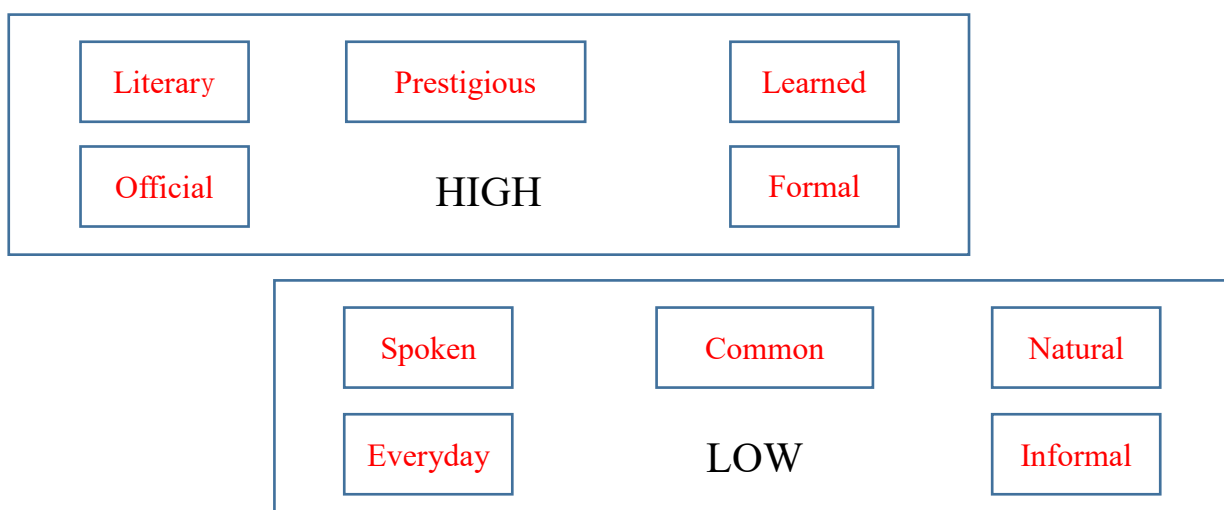 Literary Prestigious Learned
Official HIGH Formal
Spoken Common Natural
Everyday LOW Informal